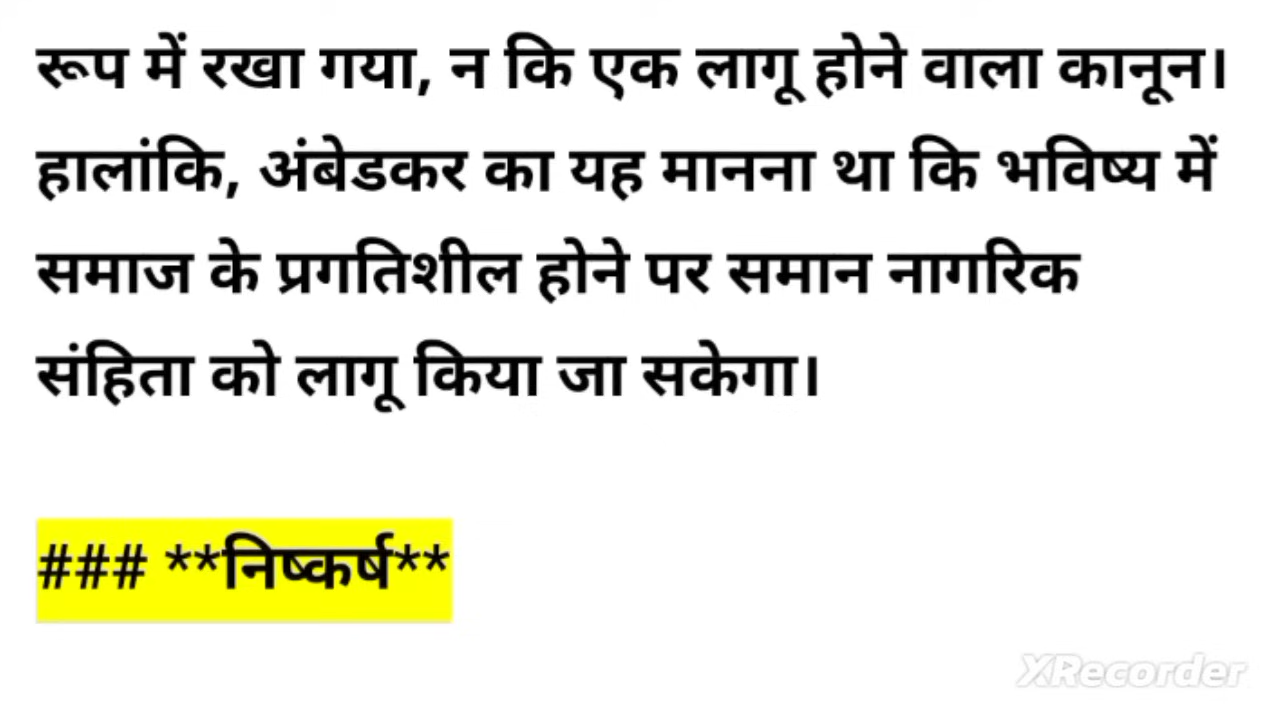 रूप में रखा गया, न कि एक लागू होने वाला कानून।
हालांकि, अंबेडकर का यह मानना था कि भविष्य में
समाज के प्रगतिशील होने पर समान नागरिक
संहिता को लागू किया जा सकेगा।
### **निष्कर्ष**
XRecorder